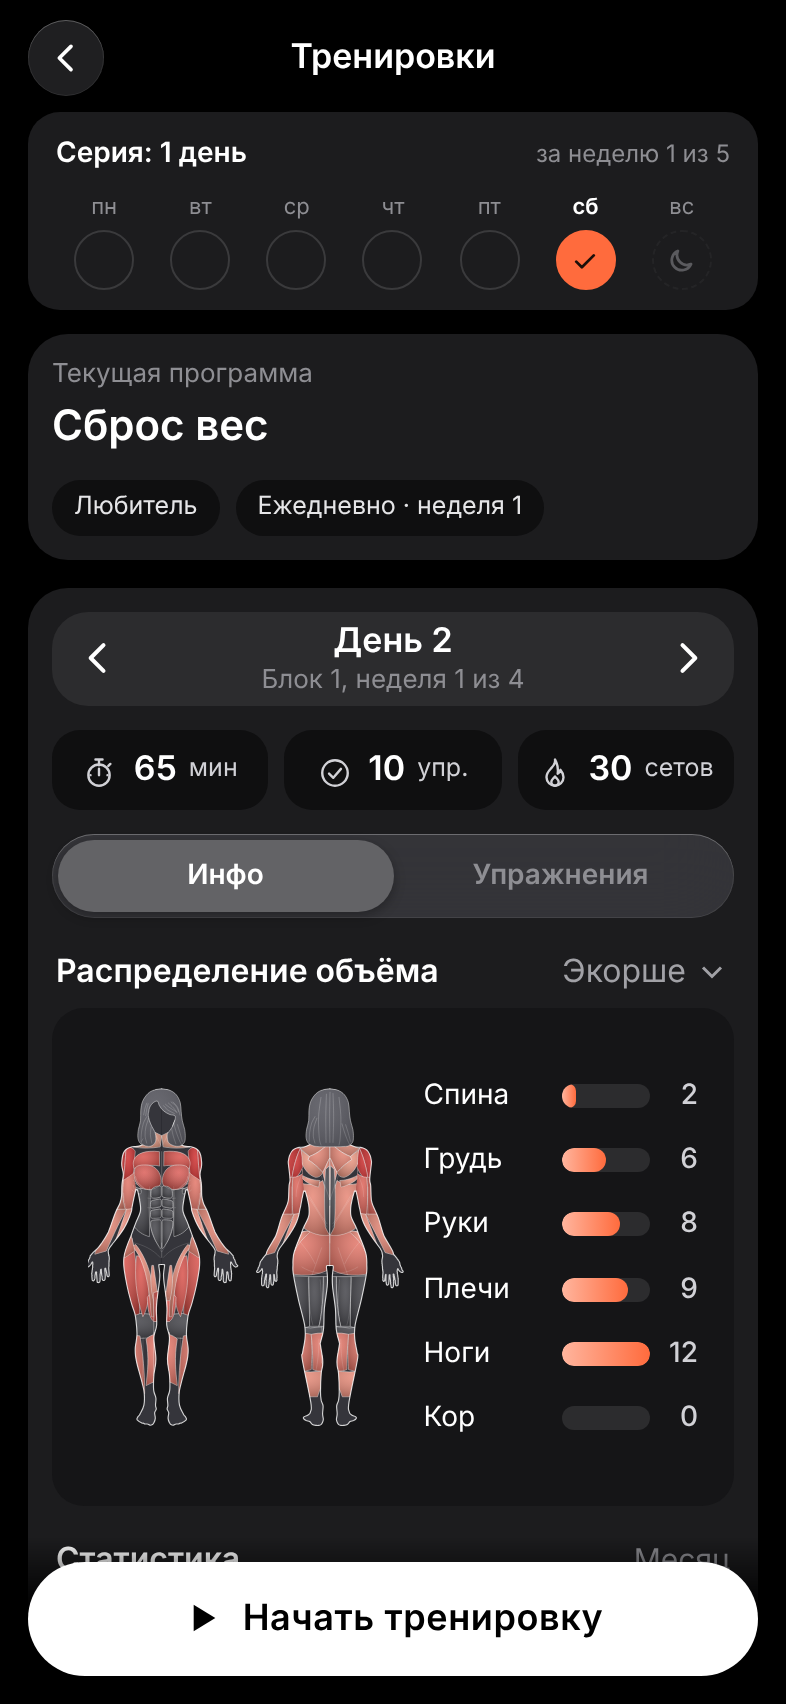 Тренировки
Серия: 1 день
за неделю 1 из 5
пн вт ср чт пт сб вс
Текущая программа
Сброс вес
Любитель
Ежедневно · неделя 1
День 2
Блок 1, неделя 1 из 4
65 мин
10 упр.
30 сетов
Инфо
Упражнения
Распределение объёма
Экорше
Спина 2
Грудь 6
Руки 8
Плечи 9
Ноги 12
Кор 0
Статистика
Месяц
Начать тренировку